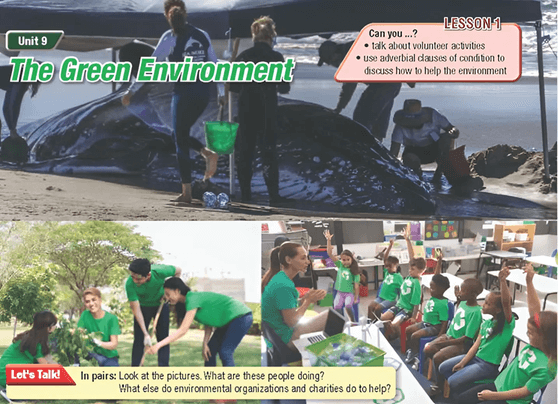 LESSON 1
Unit 9
The Green Environment
Can you ...?
• talk about volunteer activities
• use adverbial clauses of condition to
discuss how to help the environment
Let's Talk!
In pairs: Look at the pictures. What are these people doing?
What else do environmental organizations and charities do to help?